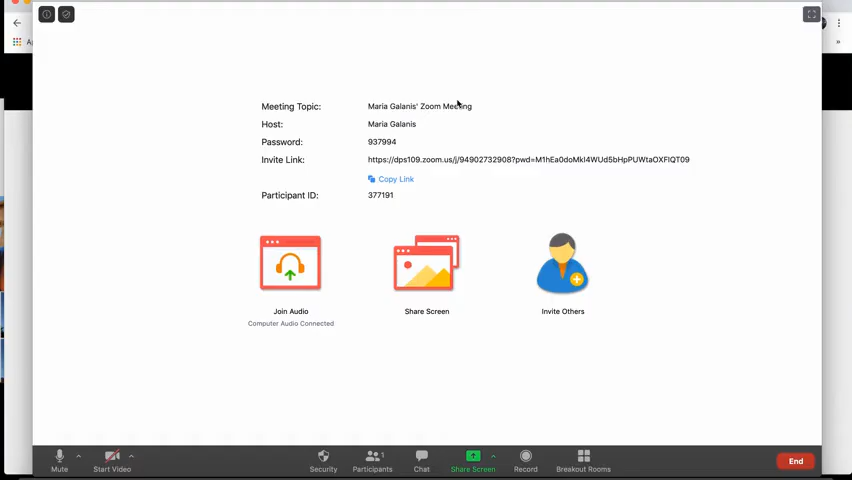 Meeting Topic: Maria Galanis' Zoom Meeting
Host: Maria Galanis
Password: 937994
Invite Link: https://dps109.zoom.us/j/94902732908?pwd=M1hEa0doMkI4WUd5bHpPUWtaOXFIQT09
Copy Link
Participant ID: 377191
Join Audio Share Screen Invite Others
Computer Audio Connected
Mute Start Video Security Participants 1 Chat Share Screen Record Breakout Rooms End